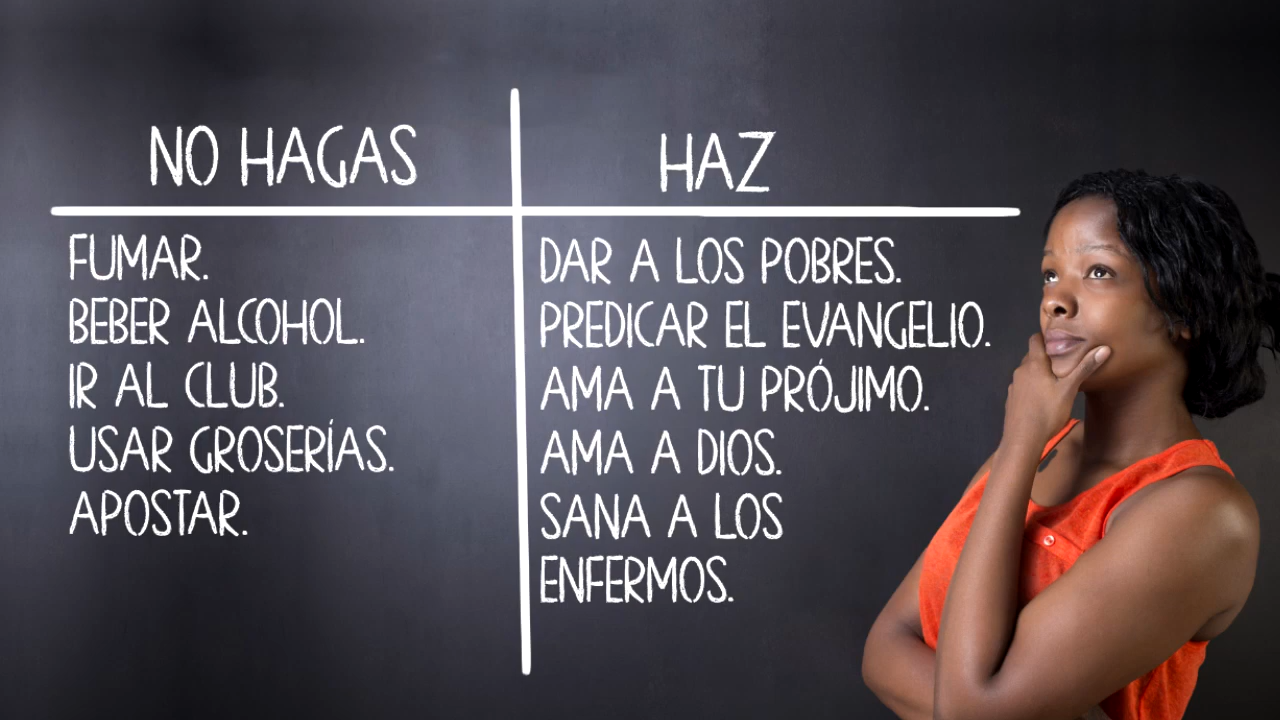 NO HAGAS
FUMAR.
BEBER ALCOHOL.
IR AL CLUB.
USAR GROSERÍAS.
APOSTAR.
HAZ
DAR A LOS POBRES.
PREDICAR EL EVANGELIO.
AMA A TU PRÓJIMO.
AMA A DIOS.
SANA A LOS
ENFERMOS.